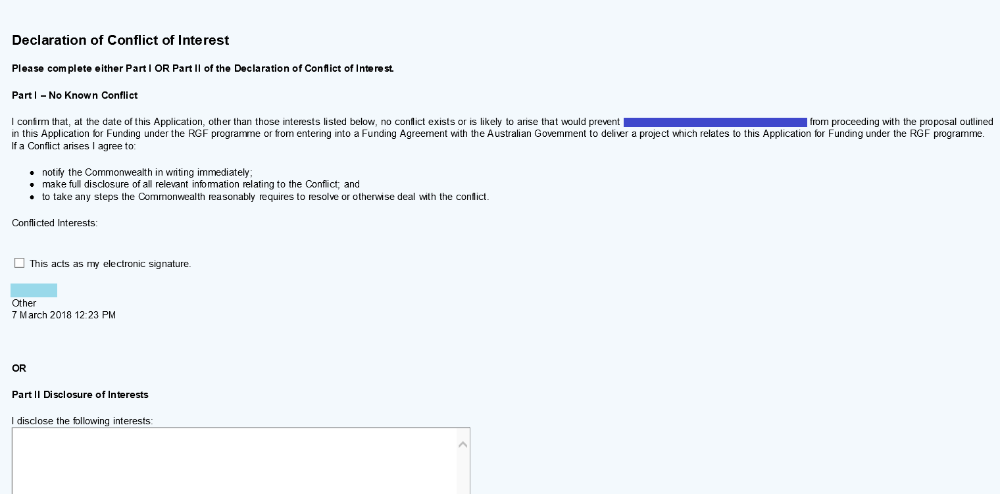 Declaration of Conflict of Interest
Please complete either Part I OR Part II of the Declaration of Conflict of Interest.
Part I – No Known Conflict
I confirm that, at the date of this Application, other than those interests listed below, no conflict exists or is likely to arise that would prevent from proceeding with the proposal outlined
in this Application for Funding under the RGF programme or from entering into a Funding Agreement with the Australian Government to deliver a project which relates to this Application for Funding under the RGF programme.
If a Conflict arises I agree to:
• notify the Commonwealth in writing immediately;
• make full disclosure of all relevant information relating to the Conflict; and
• to take any steps the Commonwealth reasonably requires to resolve or otherwise deal with the conflict.
Conflicted Interests:
This acts as my electronic signature.
Other
7 March 2018 12:23 PM
OR
Part II Disclosure of Interests
I disclose the following interests: